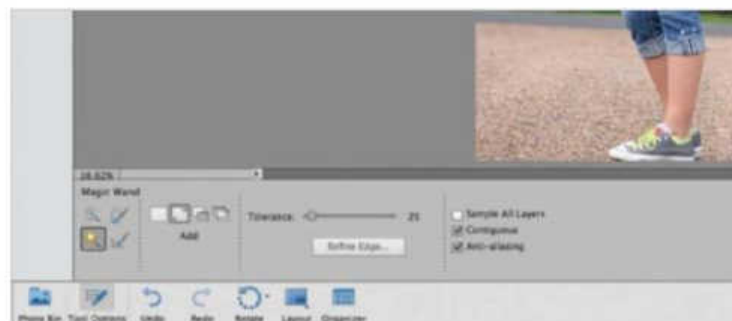 Magic Wand
Add
Tolerance: 25
Refine Edge...
Sample All Layers
Contiguous
Anti-aliasing
Photo Bin Tool Options Undo Redo Rotate Layout Organizer